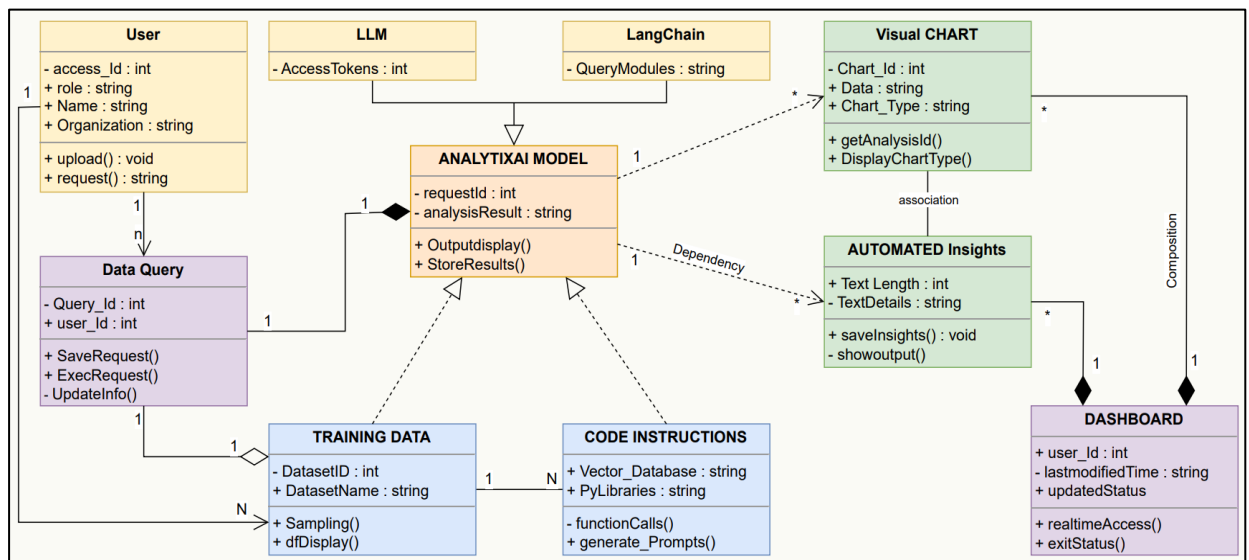 User
- access_Id : int
+ role : string
+ Name : string
+ Organization : string
+ upload() : void
+ request() : string
LLM
- AccessTokens : int
LangChain
- QueryModules : string
Visual CHART
- Chart_Id : int
+ Data : string
+ Chart_Type : string
+ getAnalysisId()
+ DisplayChartType()
1
*
*
1
ANALYTIXAI MODEL
- requestId : int
- analysisResult : string
+ Outputdisplay()
+ StoreResults()
1
n
1
association
Composition
Dependency
1
*
Data Query
- Query_Id : int
+ user_Id : int
+ SaveRequest()
+ ExecRequest()
- UpdateInfo()
1
AUTOMATED Insights
+ Text Length : int
- TextDetails : string
+ saveInsights() : void
- showoutput()
*
1
1
1
1
TRAINING DATA
- DatasetID : int
+ DatasetName : string
+ Sampling()
+ dfDisplay()
N
1
N
CODE INSTRUCTIONS
+ Vector_Database : string
+ PyLibraries : string
- functionCalls()
+ generate_Prompts()
DASHBOARD
+ user_Id : int
- lastmodifiedTime : string
+ updatedStatus
+ realtimeAccess()
+ exitStatus()